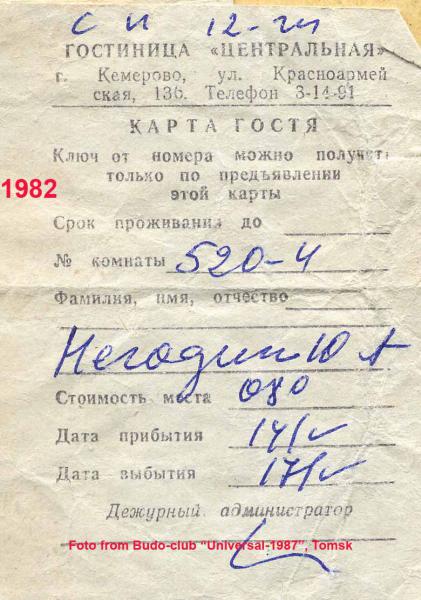 С И 12-
ГОСТИНИЦА «ЦЕНТРАЛЬНАЯ»
г. Кемерово, ул. Красноармей
ская, 136. Телефон 3-14-91
КАРТА ГОСТЯ
Ключ от номера можно получить
только по предъявлении
этой карты
1982
Срок проживания до
№ комнаты 520-4
Фамилия, имя, отчество
Негодин Ю А
Стоимость места 080
Дата прибытия 14/V
Дата выбытия 17/V
Дежурный администратор
Foto from Budo-club “Universal-1987”, Tomsk